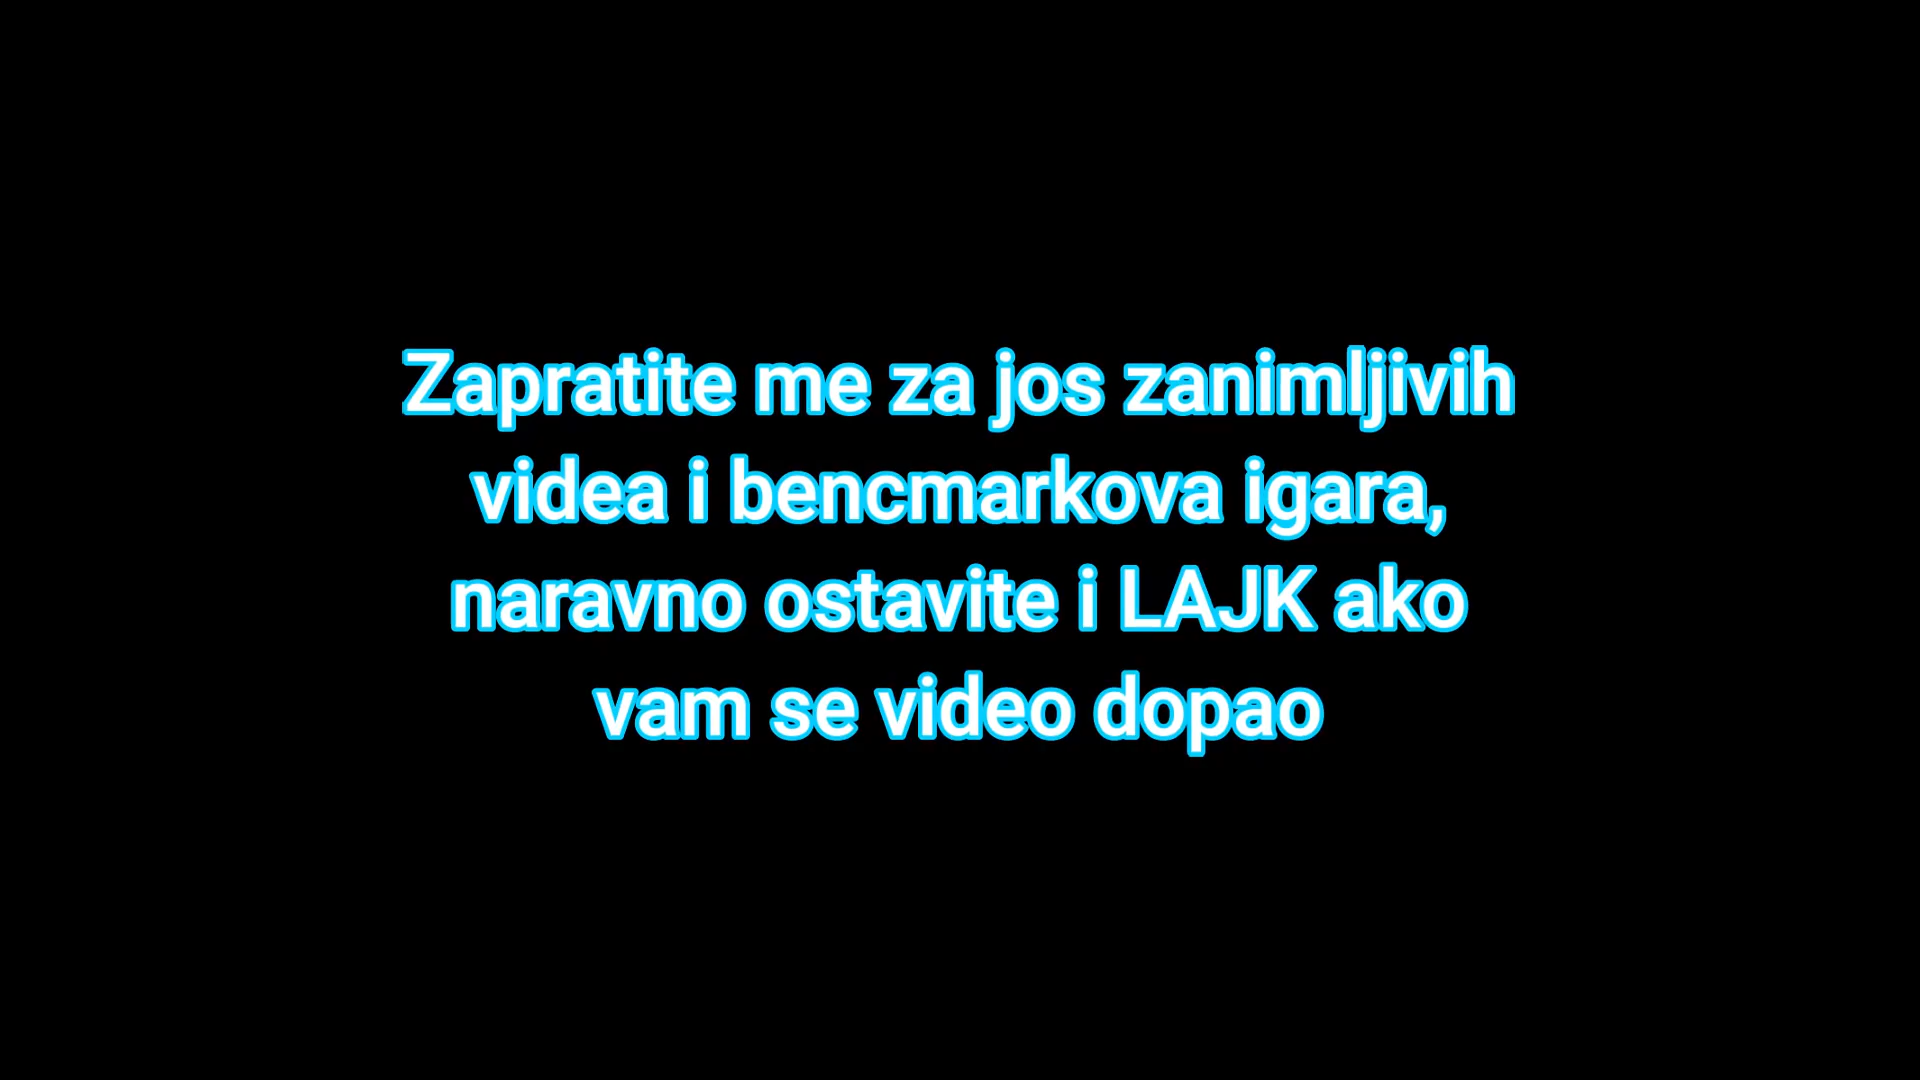 Zapratite me za jos zanimljivih
videa i bencmarkova igara,
naravno ostavite i LAJK ako
vam se video dopao